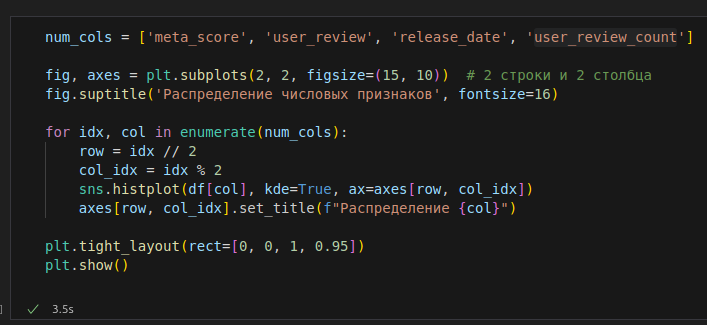 num_cols = ['meta_score', 'user_review', 'release_date', 'user_review_count']
fig, axes = plt.subplots(2, 2, figsize=(15, 10))  # 2 строки и 2 столбца
fig.suptitle('Распределение числовых признаков', fontsize=16)
for idx, col in enumerate(num_cols):
    row = idx // 2
    col_idx = idx % 2
    sns.histplot(df[col], kde=True, ax=axes[row, col_idx])
    axes[row, col_idx].set_title(f"Распределение {col}")
plt.tight_layout(rect=[0, 0, 1, 0.95])
plt.show()
] ✓ 3.5s